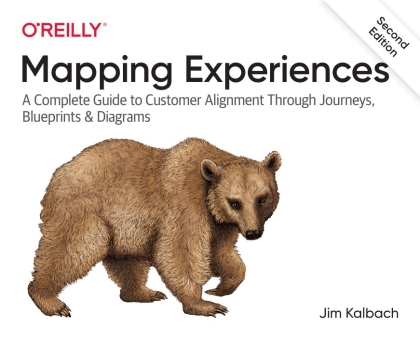 O'REILLY®
Second
Edition
Mapping Experiences
A Complete Guide to Customer Alignment Through Journeys,
Blueprints & Diagrams
Jim Kalbach